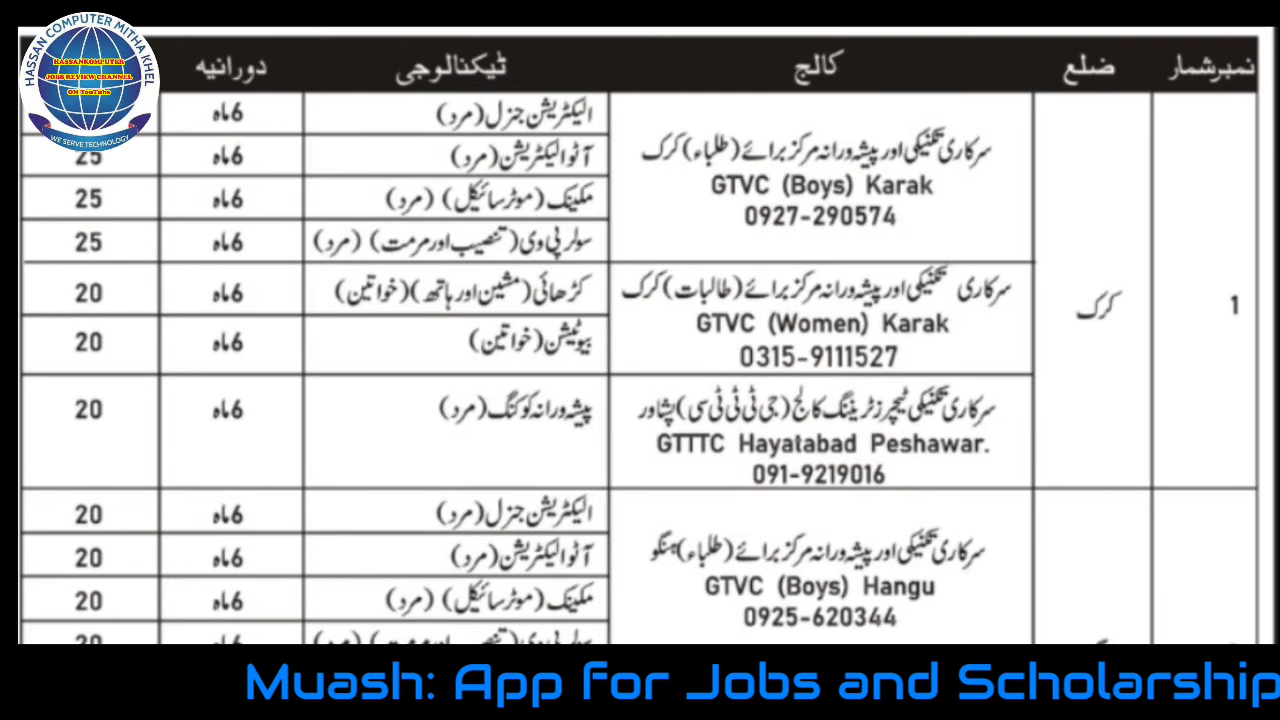 HASSAN COMPUTER MITHA KHEL
HASSANKOMPUTER
JOBS REVIEW CHANNEL
ON YouTube
WE SERVE TECHNOLOGY
نمبرشمار ضلع کالج ٹیکنالوجی دورانیہ
1 کرک
سرکاری تکنیکی اور پیشہ ورانہ مرکز برائے (طلباء) کرک
GTVC (Boys) Karak
0927-290574
الیکٹریشن جنرل (مرد) 6ماہ
آٹو الیکٹریشن (مرد) 6ماہ 25
مکینک (موٹر سائیکل) (مرد) 6ماہ 25
سولر پی وی (تنصیب اور مرمت) (مرد) 6ماہ 25
سرکاری تکنیکی اور پیشہ ورانہ مرکز برائے (طالبات) کرک
GTVC (Women) Karak
0315-9111527
کڑھائی (مشین اور ہاتھ) (خواتین) 6ماہ 20
بیوٹیشن (خواتین) 6ماہ 20
سرکاری تکنیکی ٹیچرز ٹریننگ کالج (جی ٹی ٹی ٹی سی) پشاور
GTTTC Hayatabad Peshawar.
091-9219016
پیشہ ورانہ کوکنگ (مرد) 6ماہ 20
سرکاری تکنیکی اور پیشہ ورانہ مرکز برائے (طلباء) ہنگو
GTVC (Boys) Hangu
0925-620344
الیکٹریشن جنرل (مرد) 6ماہ 20
آٹو الیکٹریشن (مرد) 6ماہ 20
مکینک (موٹر سائیکل) (مرد) 6ماہ 20
Muash: App for Jobs and Scholarship